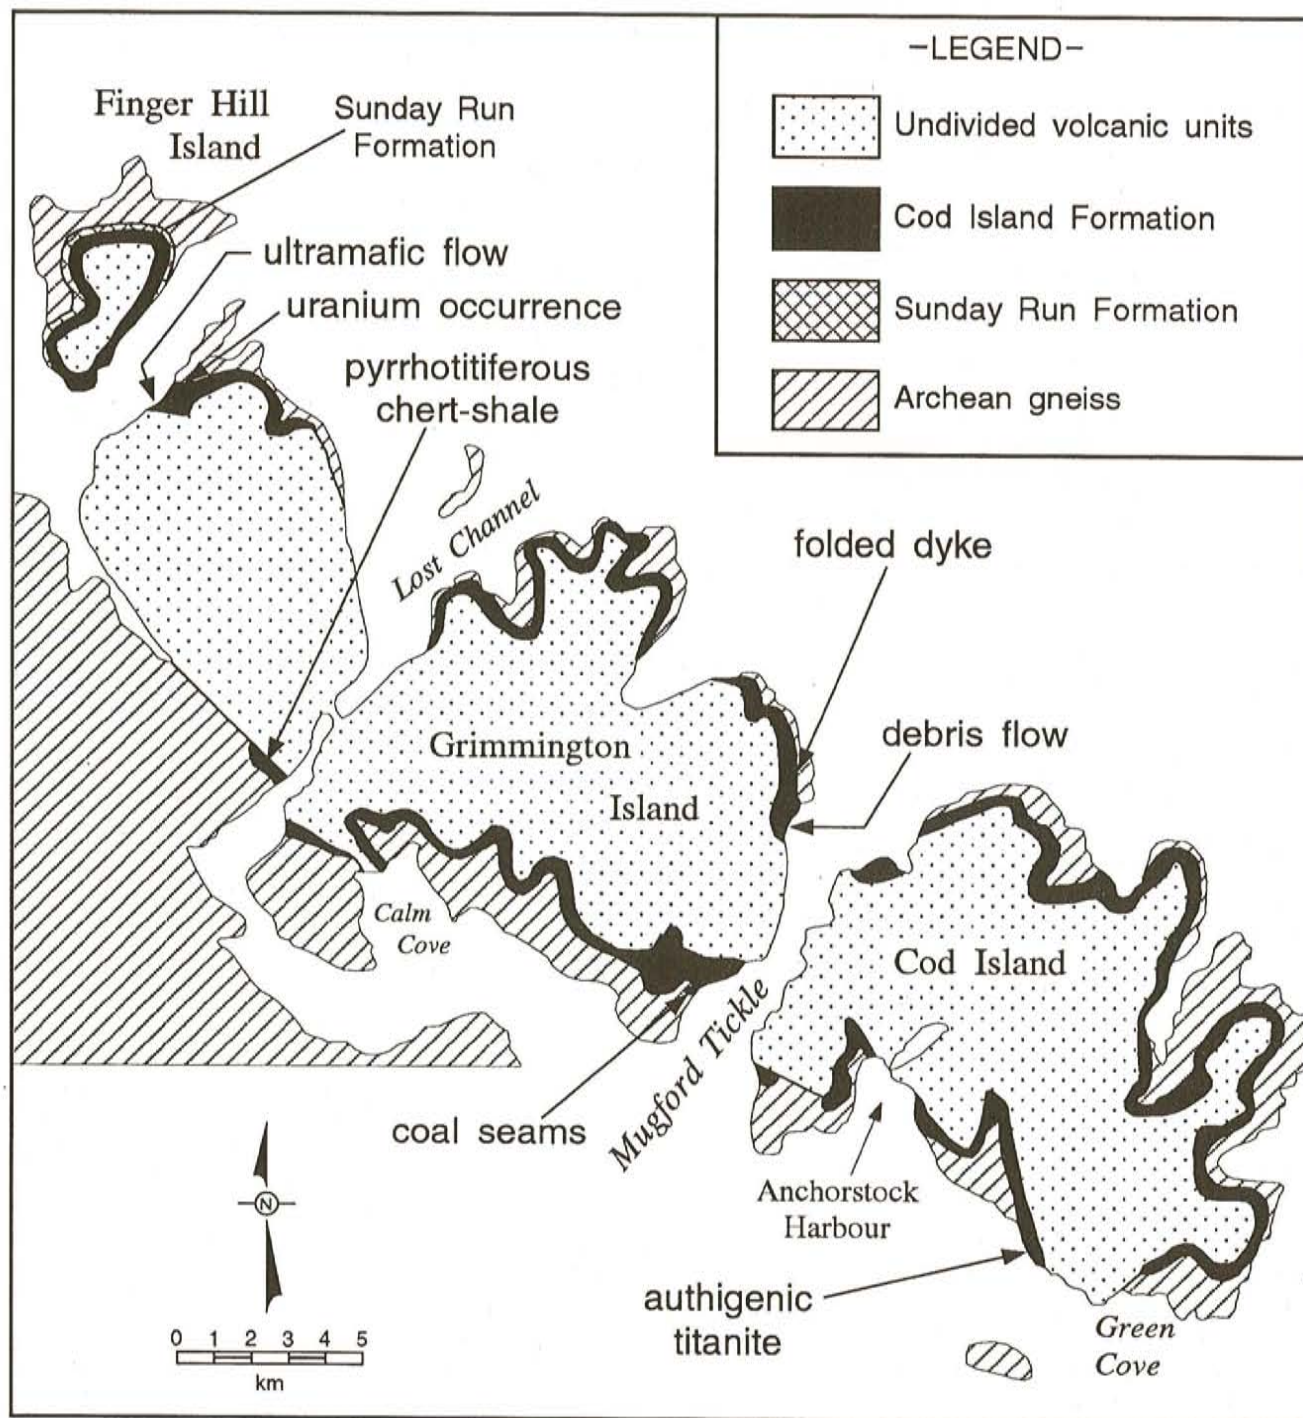 -LEGEND-
Undivided volcanic units
Cod Island Formation
Sunday Run Formation
Archean gneiss
Finger Hill
Island
Sunday Run
Formation
ultramafic flow
uranium occurrence
pyrrhotitiferous
chert-shale
Lost Channel
folded dyke
debris flow
Grimmington
Island
Calm
Cove
Cod Island
Mugford Tickle
coal seams
Anchorstock
Harbour
authigenic
titanite
Green
Cove
N
0 1 2 3 4 5
km